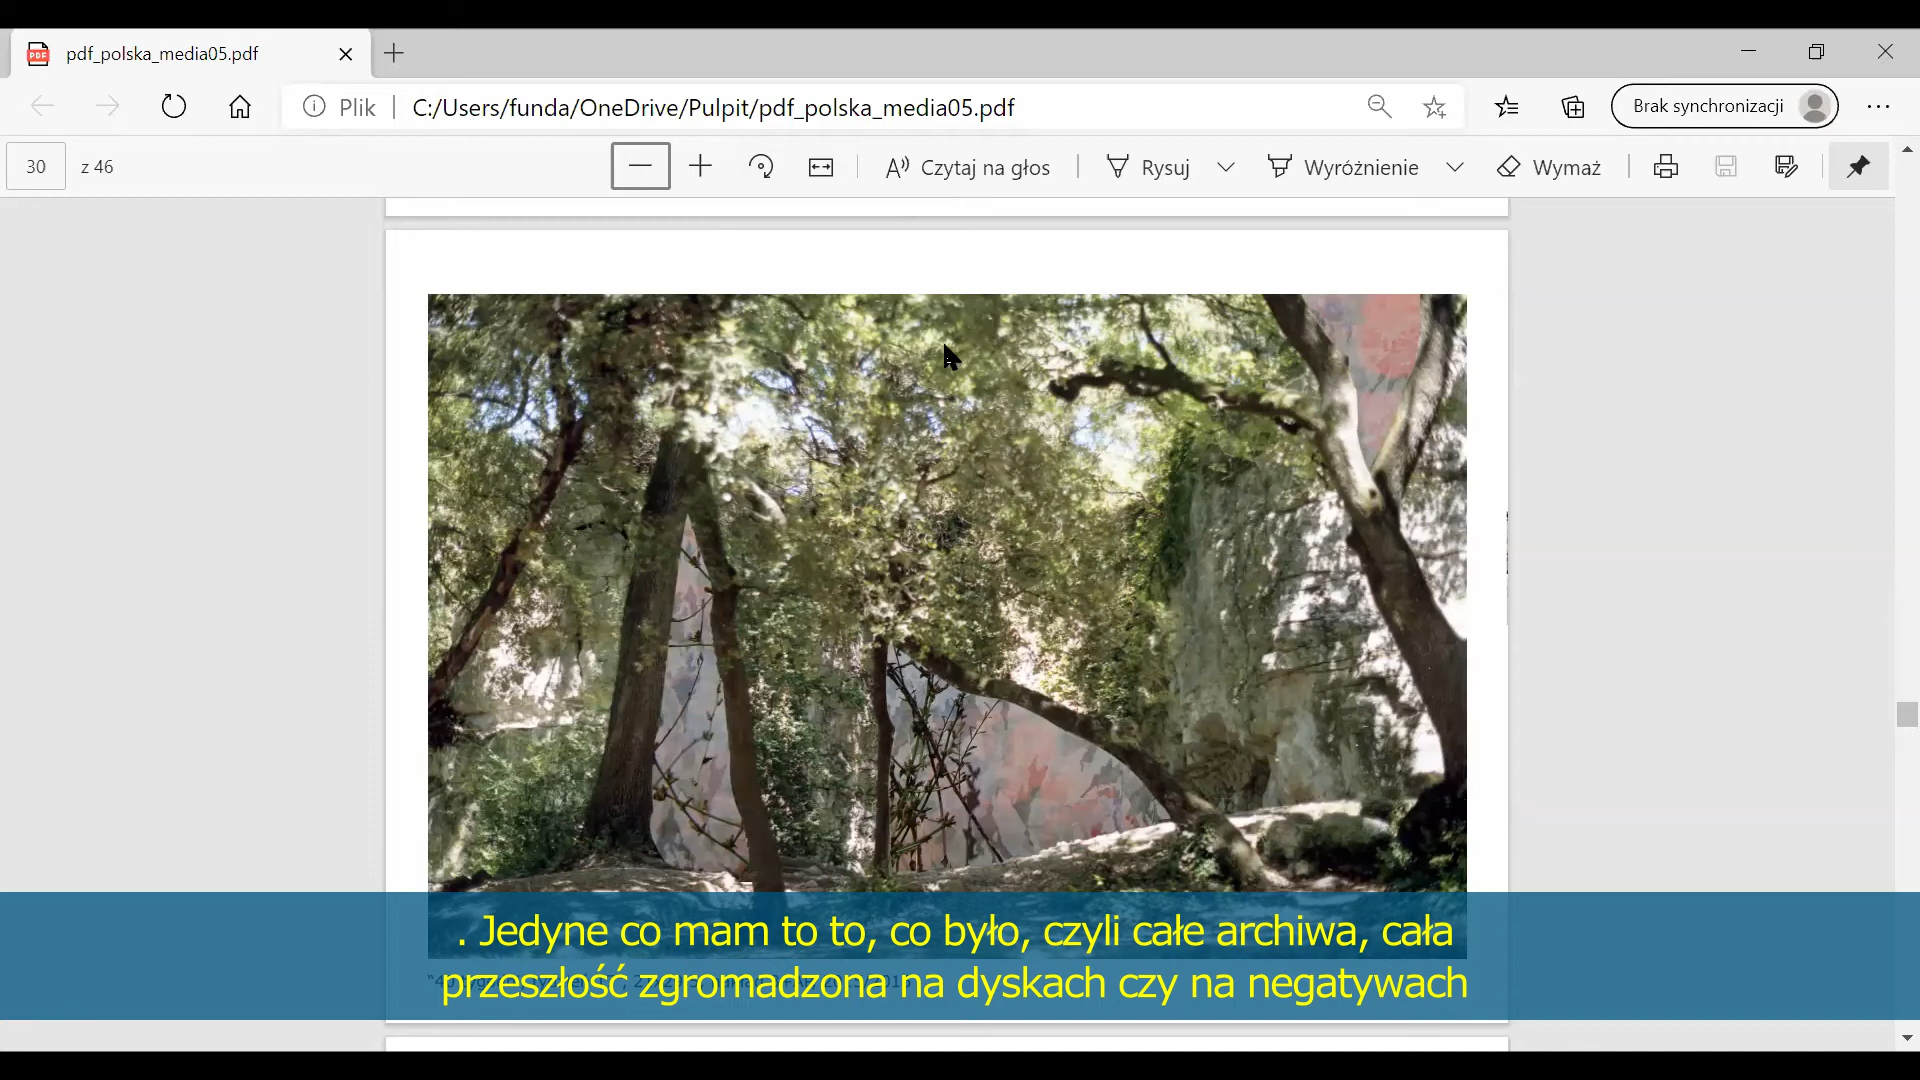 pdf_polska_media05.pdf
Plik
C:/Users/funda/OneDrive/Pulpit/pdf_polska_media05.pdf
Brak synchronizacji
30 z 46
Czytaj na głos
Rysuj
Wyróżnienie
Wymaż
. Jedyne co mam to to, co było, czyli całe archiwa, cała
przeszłość zgromadzona na dyskach czy na negatywach